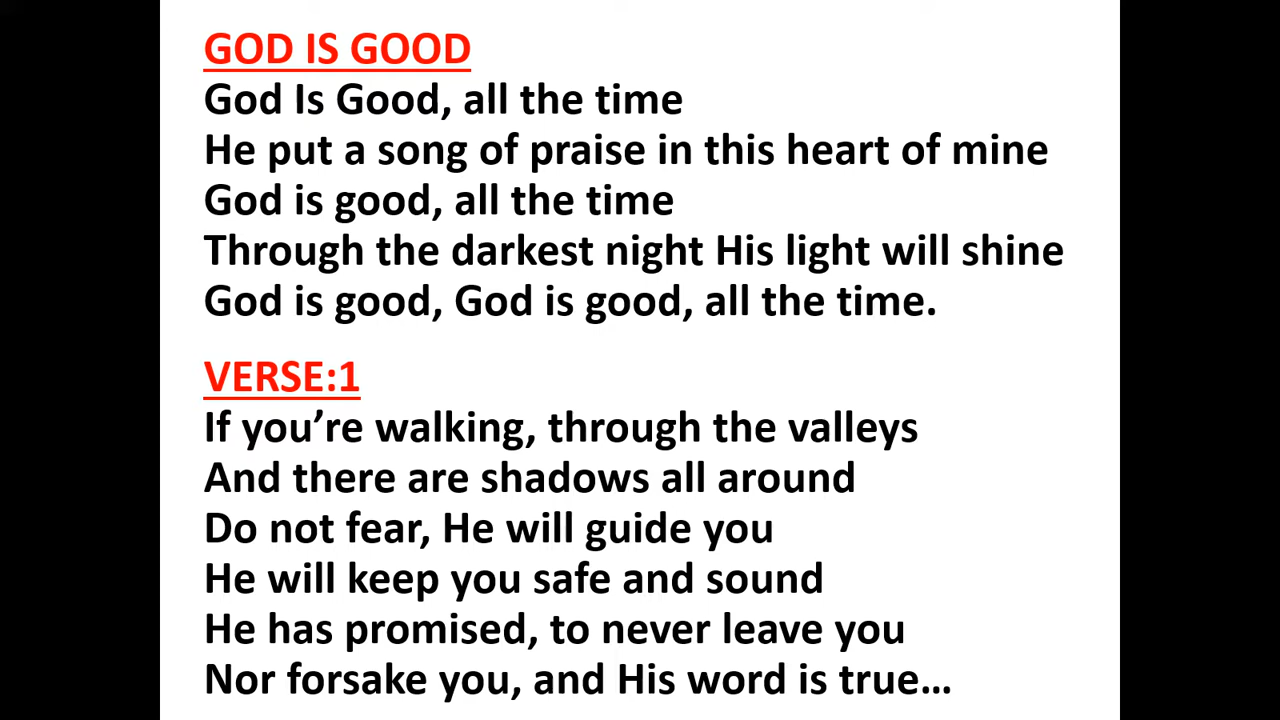 GOD IS GOOD
God Is Good, all the time
He put a song of praise in this heart of mine
God is good, all the time
Through the darkest night His light will shine
God is good, God is good, all the time.
VERSE:1
If you’re walking, through the valleys
And there are shadows all around
Do not fear, He will guide you
He will keep you safe and sound
He has promised, to never leave you
Nor forsake you, and His word is true…